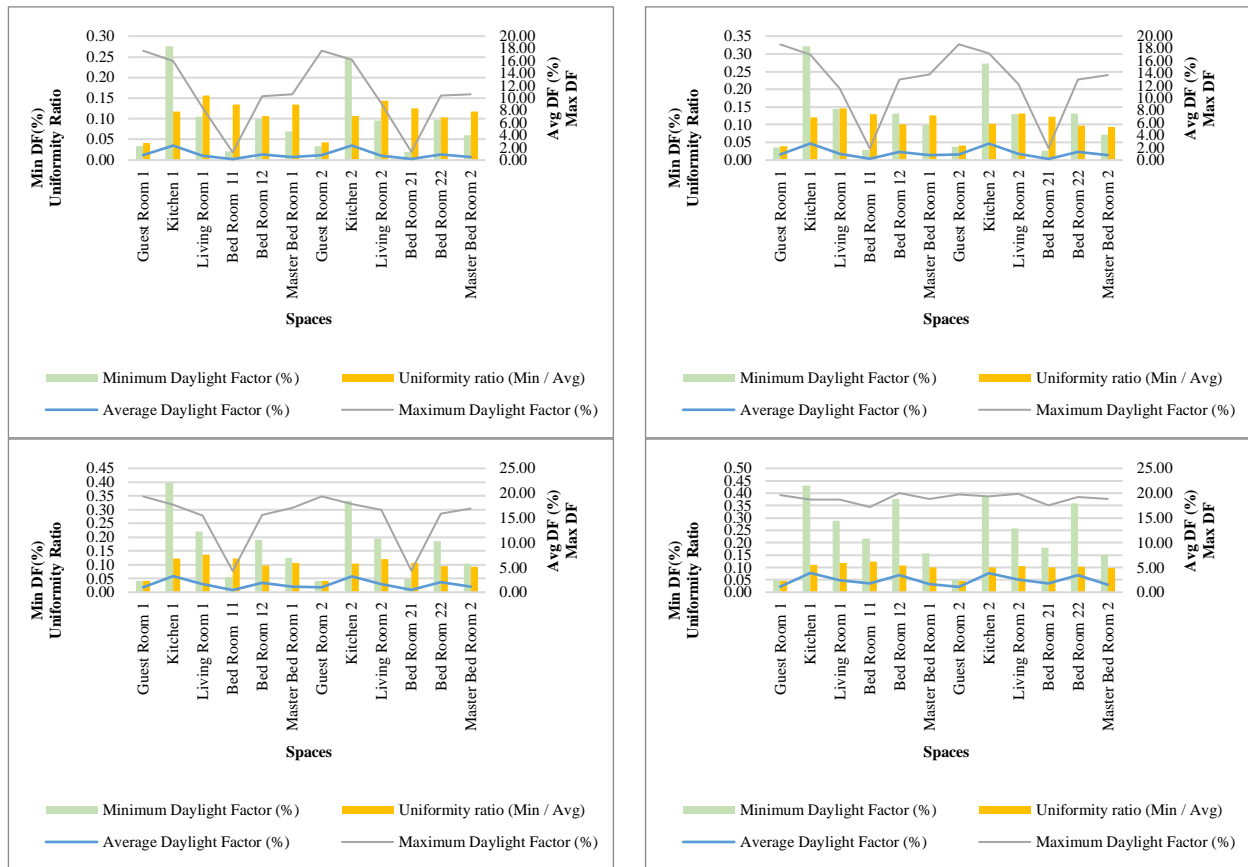 0.30
0.25
0.20
0.15
0.10
0.05
0.00
Min DF(%)
Uniformity Ratio
20.00
18.00
16.00
14.00
12.00
10.00
8.00
6.00
4.00
2.00
0.00
Avg DF (%)
Max DF
Guest Room 1
Kitchen 1
Living Room 1
Bed Room 11
Bed Room 12
Master Bed Room 1
Guest Room 2
Kitchen 2
Living Room 2
Bed Room 21
Bed Room 22
Master Bed Room 2
Spaces
Minimum Daylight Factor (%)
Uniformity ratio (Min / Avg)
Average Daylight Factor (%)
Maximum Daylight Factor (%)
0.35
0.30
0.25
0.20
0.15
0.10
0.05
0.00
Min DF(%)
Uniformity Ratio
20.00
18.00
16.00
14.00
12.00
10.00
8.00
6.00
4.00
2.00
0.00
Avg DF (%)
Max DF
Guest Room 1
Kitchen 1
Living Room 1
Bed Room 11
Bed Room 12
Master Bed Room 1
Guest Room 2
Kitchen 2
Living Room 2
Bed Room 21
Bed Room 22
Master Bed Room 2
Spaces
Minimum Daylight Factor (%)
Uniformity ratio (Min / Avg)
Average Daylight Factor (%)
Maximum Daylight Factor (%)
0.45
0.40
0.35
0.30
0.25
0.20
0.15
0.10
0.05
0.00
Min DF(%)
Uniformity Ratio
25.00
20.00
15.00
10.00
5.00
0.00
Avg DF (%)
Max DF
Guest Room 1
Kitchen 1
Living Room 1
Bed Room 11
Bed Room 12
Master Bed Room 1
Guest Room 2
Kitchen 2
Living Room 2
Bed Room 21
Bed Room 22
Master Bed Room 2
Spaces
Minimum Daylight Factor (%)
Uniformity ratio (Min / Avg)
Average Daylight Factor (%)
Maximum Daylight Factor (%)
0.50
0.45
0.40
0.35
0.30
0.25
0.20
0.15
0.10
0.05
0.00
Min DF(%)
Uniformity Ratio
25.00
20.00
15.00
10.00
5.00
0.00
Avg DF (%)
Max DF
Guest Room 1
Kitchen 1
Living Room 1
Bed Room 11
Bed Room 12
Master Bed Room 1
Guest Room 2
Kitchen 2
Living Room 2
Bed Room 21
Bed Room 22
Master Bed Room 2
Spaces
Minimum Daylight Factor (%)
Uniformity ratio (Min / Avg)
Average Daylight Factor (%)
Maximum Daylight Factor (%)